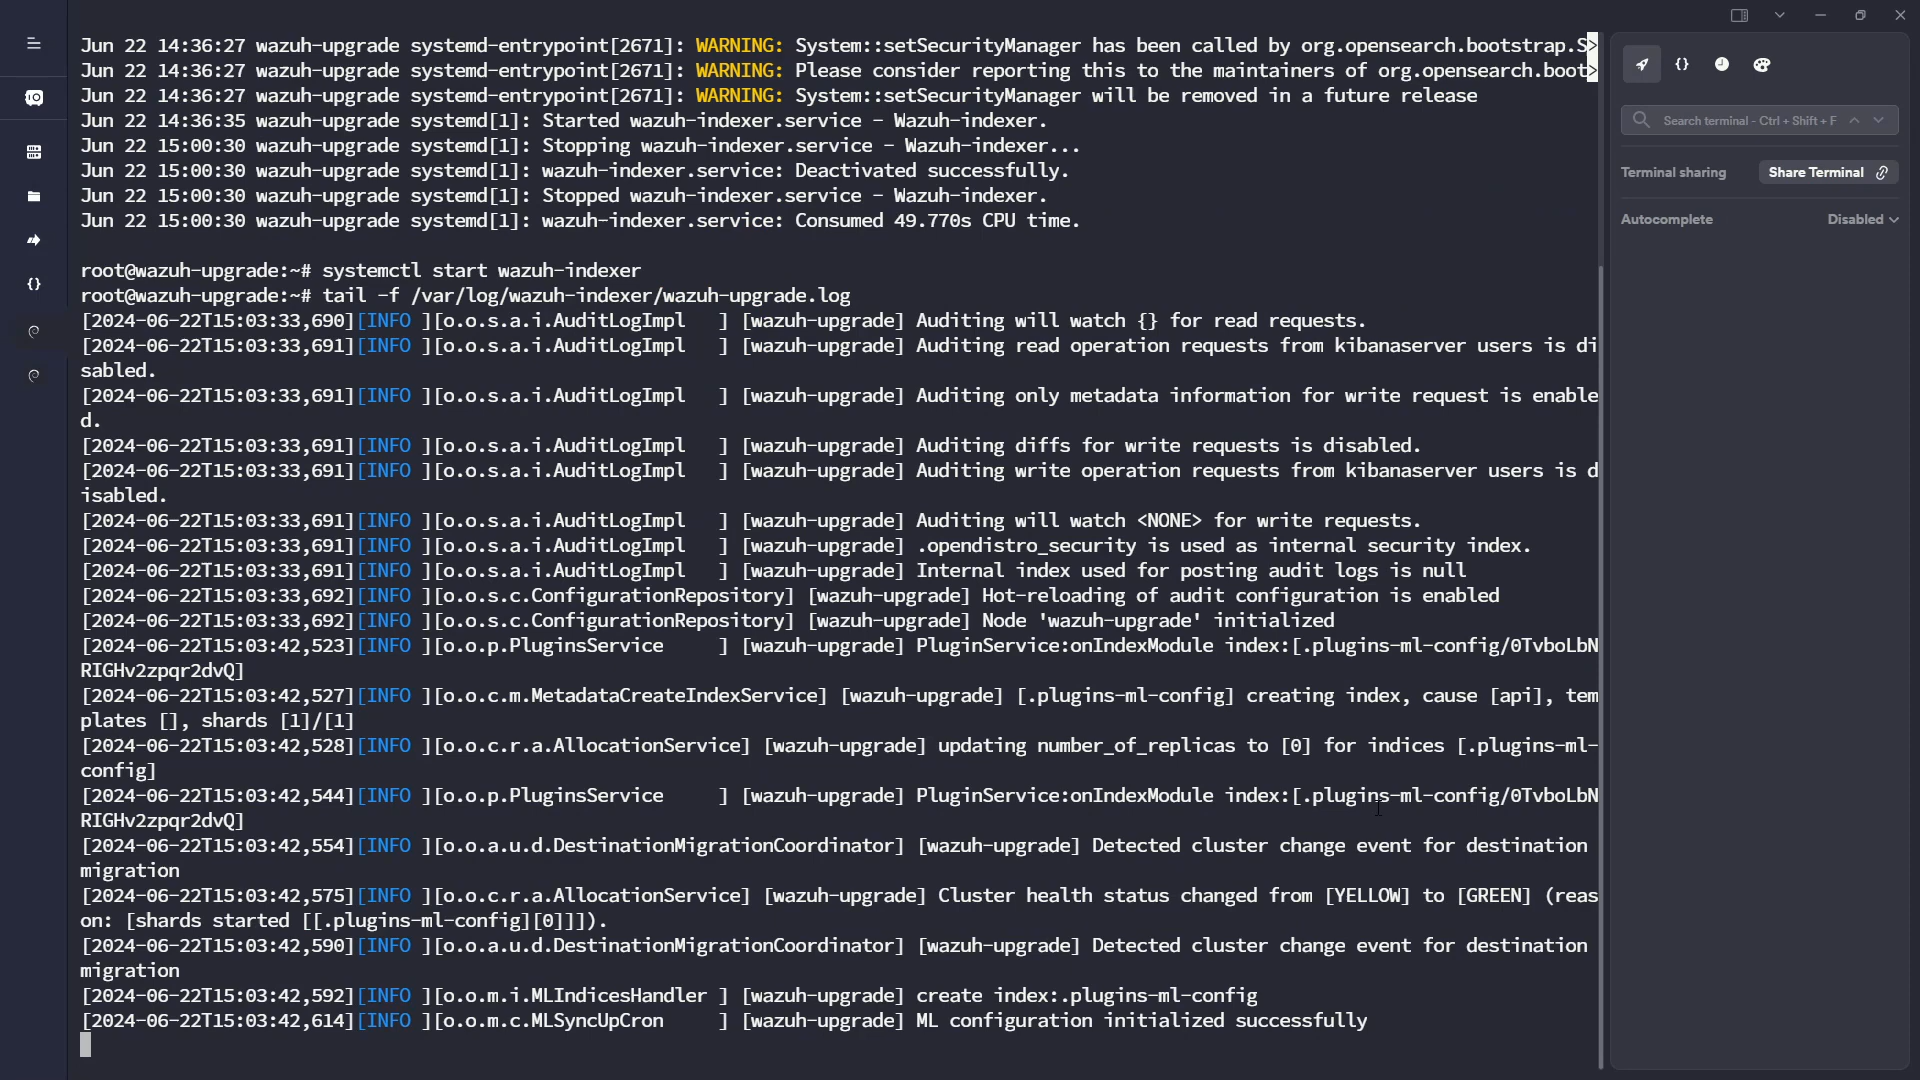 Jun 22 14:36:27 wazuh-upgrade systemd-entrypoint[2671]: WARNING: System::setSecurityManager has been called by org.opensearch.bootstrap.S>
Jun 22 14:36:27 wazuh-upgrade systemd-entrypoint[2671]: WARNING: Please consider reporting this to the maintainers of org.opensearch.boot>
Jun 22 14:36:27 wazuh-upgrade systemd-entrypoint[2671]: WARNING: System::setSecurityManager will be removed in a future release
Jun 22 14:36:35 wazuh-upgrade systemd[1]: Started wazuh-indexer.service - Wazuh-indexer.
Jun 22 15:00:30 wazuh-upgrade systemd[1]: Stopping wazuh-indexer.service - Wazuh-indexer...
Jun 22 15:00:30 wazuh-upgrade systemd[1]: wazuh-indexer.service: Deactivated successfully.
Jun 22 15:00:30 wazuh-upgrade systemd[1]: Stopped wazuh-indexer.service - Wazuh-indexer.
Jun 22 15:00:30 wazuh-upgrade systemd[1]: wazuh-indexer.service: Consumed 49.770s CPU time.
root@wazuh-upgrade:~# systemctl start wazuh-indexer
root@wazuh-upgrade:~# tail -f /var/log/wazuh-indexer/wazuh-upgrade.log
[2024-06-22T15:03:33,690][INFO ][o.o.s.a.i.AuditLogImpl   ] [wazuh-upgrade] Auditing will watch {} for read requests.
[2024-06-22T15:03:33,691][INFO ][o.o.s.a.i.AuditLogImpl   ] [wazuh-upgrade] Auditing read operation requests from kibanaserver users is di
sabled.
[2024-06-22T15:03:33,691][INFO ][o.o.s.a.i.AuditLogImpl   ] [wazuh-upgrade] Auditing only metadata information for write request is enable
d.
[2024-06-22T15:03:33,691][INFO ][o.o.s.a.i.AuditLogImpl   ] [wazuh-upgrade] Auditing diffs for write requests is disabled.
[2024-06-22T15:03:33,691][INFO ][o.o.s.a.i.AuditLogImpl   ] [wazuh-upgrade] Auditing write operation requests from kibanaserver users is d
isabled.
[2024-06-22T15:03:33,691][INFO ][o.o.s.a.i.AuditLogImpl   ] [wazuh-upgrade] Auditing will watch <NONE> for write requests.
[2024-06-22T15:03:33,691][INFO ][o.o.s.a.i.AuditLogImpl   ] [wazuh-upgrade] .opendistro_security is used as internal security index.
[2024-06-22T15:03:33,691][INFO ][o.o.s.a.i.AuditLogImpl   ] [wazuh-upgrade] Internal index used for posting audit logs is null
[2024-06-22T15:03:33,692][INFO ][o.o.s.c.ConfigurationRepository] [wazuh-upgrade] Hot-reloading of audit configuration is enabled
[2024-06-22T15:03:33,692][INFO ][o.o.s.c.ConfigurationRepository] [wazuh-upgrade] Node 'wazuh-upgrade' initialized
[2024-06-22T15:03:42,523][INFO ][o.o.p.PluginsService     ] [wazuh-upgrade] PluginService:onIndexModule index:[.plugins-ml-config/0TvboLbN
RIGHv2zpqr2dvQ]
[2024-06-22T15:03:42,527][INFO ][o.o.c.m.MetadataCreateIndexService] [wazuh-upgrade] [.plugins-ml-config] creating index, cause [api], tem
plates [], shards [1]/[1]
[2024-06-22T15:03:42,528][INFO ][o.o.c.r.a.AllocationService] [wazuh-upgrade] updating number_of_replicas to [0] for indices [.plugins-ml-
config]
[2024-06-22T15:03:42,544][INFO ][o.o.p.PluginsService     ] [wazuh-upgrade] PluginService:onIndexModule index:[.plugins-ml-config/0TvboLbN
RIGHv2zpqr2dvQ]
[2024-06-22T15:03:42,554][INFO ][o.o.a.u.d.DestinationMigrationCoordinator] [wazuh-upgrade] Detected cluster change event for destination
migration
[2024-06-22T15:03:42,575][INFO ][o.o.c.r.a.AllocationService] [wazuh-upgrade] Cluster health status changed from [YELLOW] to [GREEN] (reas
on: [shards started [[.plugins-ml-config][0]]]).
[2024-06-22T15:03:42,590][INFO ][o.o.a.u.d.DestinationMigrationCoordinator] [wazuh-upgrade] Detected cluster change event for destination
migration
[2024-06-22T15:03:42,592][INFO ][o.o.m.i.MLIndicesHandler ] [wazuh-upgrade] create index:.plugins-ml-config
[2024-06-22T15:03:42,614][INFO ][o.o.m.c.MLSyncUpCron     ] [wazuh-upgrade] ML configuration initialized successfully
Search terminal - Ctrl + Shift + F
Terminal sharing Share Terminal
Autocomplete Disabled